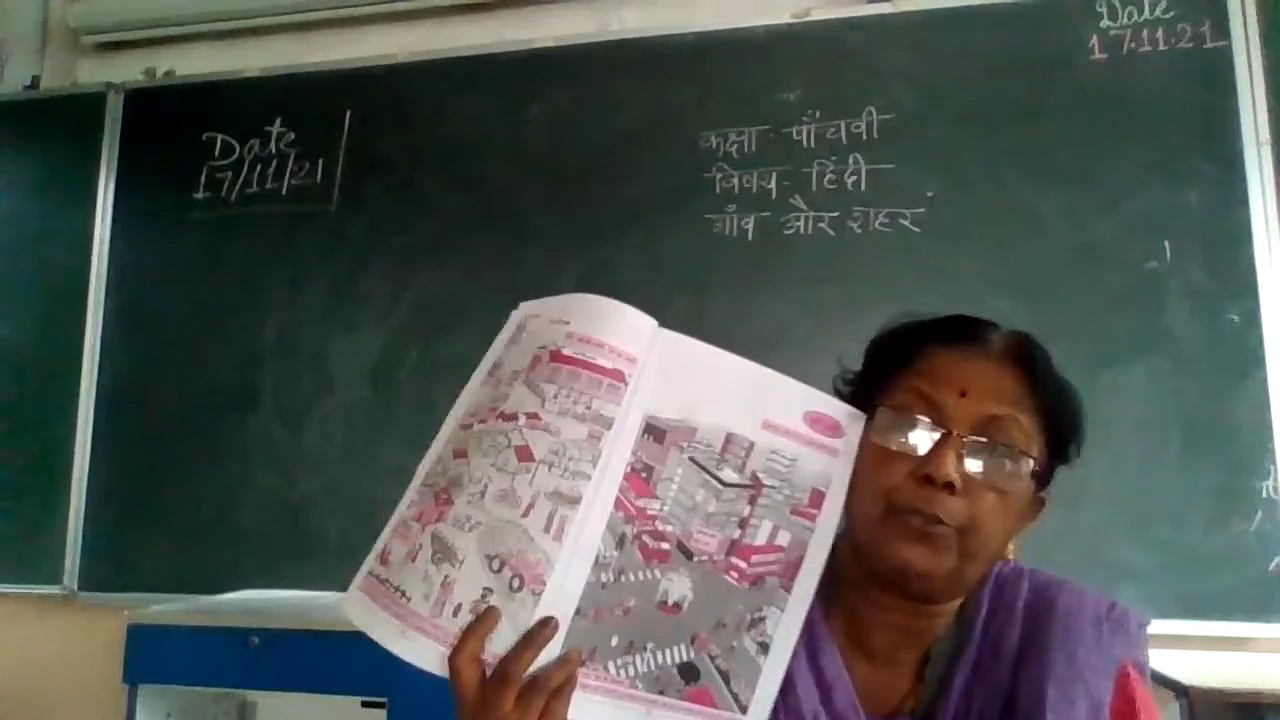 Date
17/11/21
कक्षा - पाँचवी
विषय - हिंदी
गाँव और शहर
Date
17.11.21